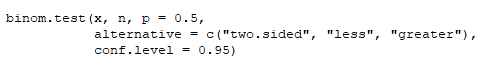 binom.test(x, n, p = 0.5,
alternative = c("two.sided", "less", "greater"),
conf.level = 0.95)